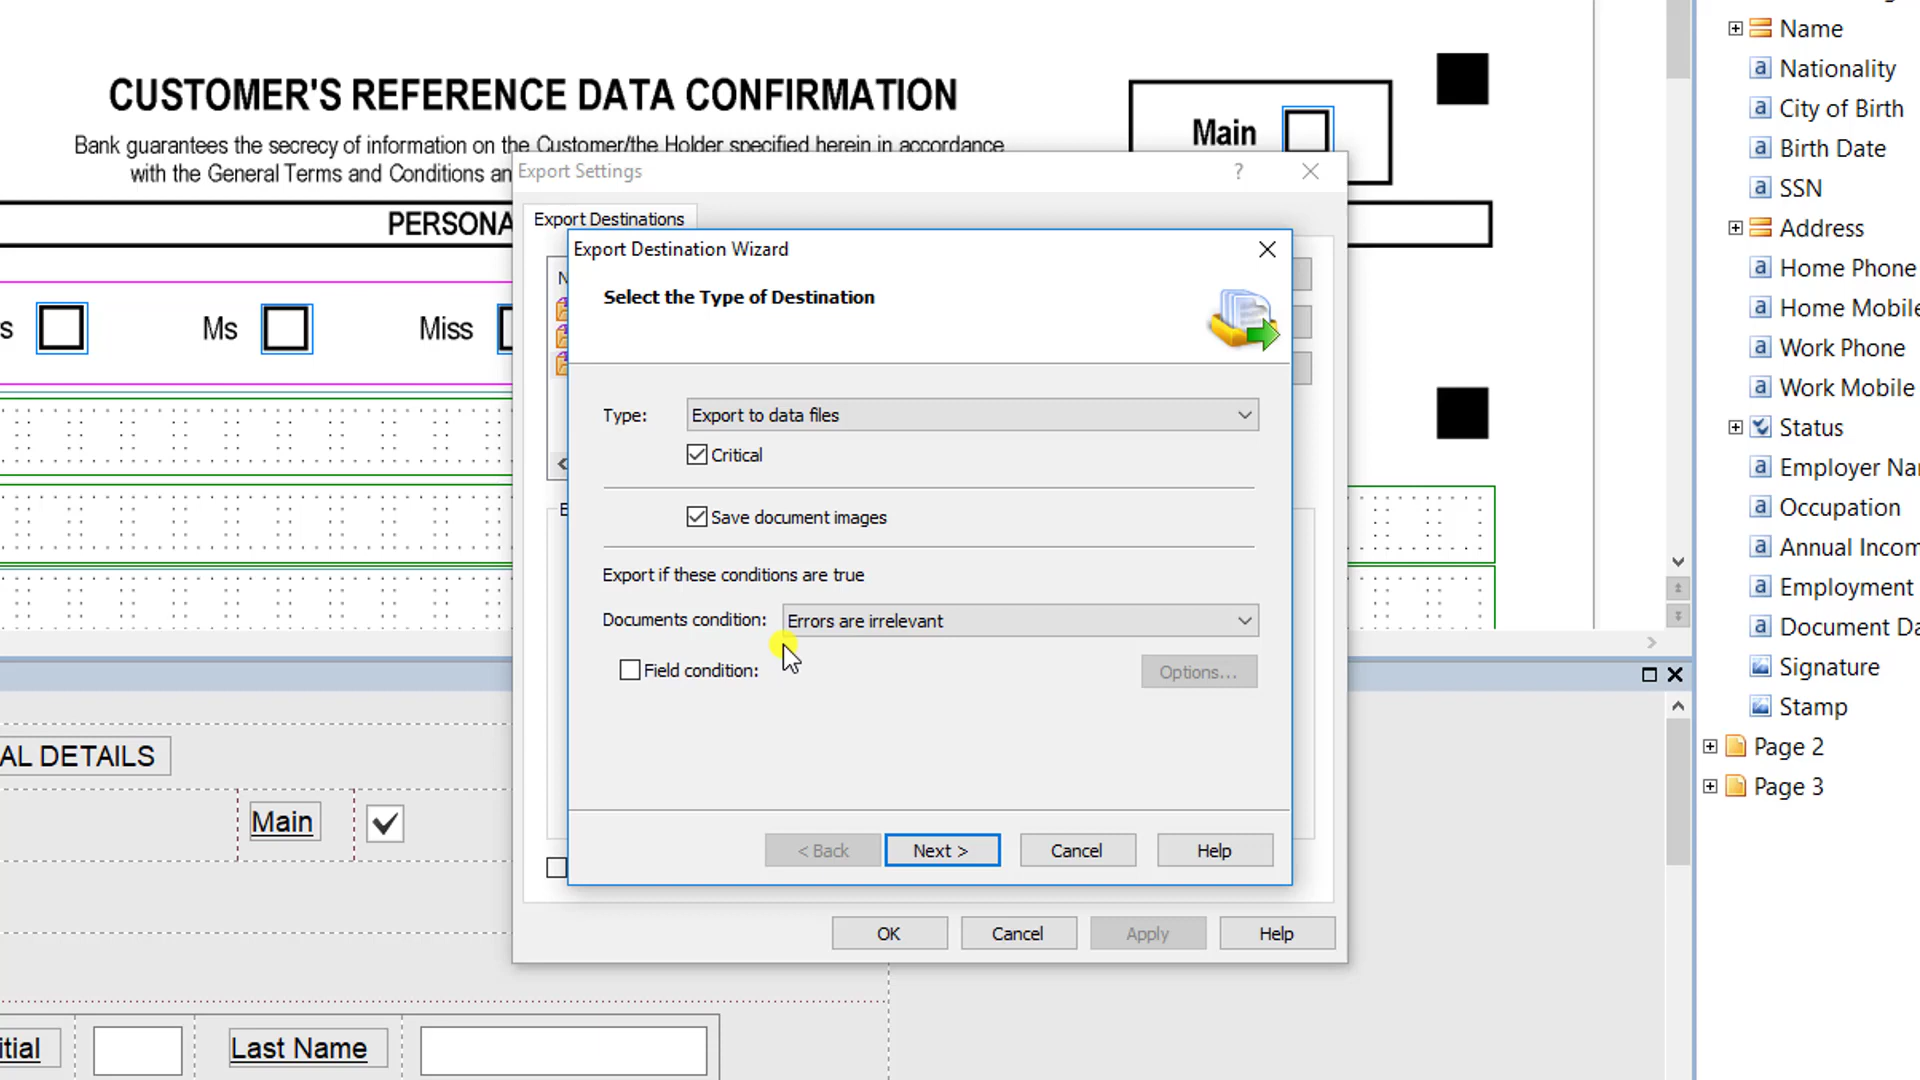 CUSTOMER'S REFERENCE DATA CONFIRMATION
Bank guarantees the secrecy of information on the Customer/the Holder specified herein in accordance
with the General Terms and Conditions
Main
Export Settings
?
Export Destinations
Ms
Miss
Export Destination Wizard
Select the Type of Destination
Type:
Export to data files
Critical
Save document images
Export if these conditions are true
Documents condition:
Errors are irrelevant
Field condition:
Options...
< Back
Next >
Cancel
Help
OK
Cancel
Apply
Help
AL DETAILS
Main
itial
Last Name
Name
Nationality
City of Birth
Birth Date
SSN
Address
Home Phone
Home Mobile
Work Phone
Work Mobile
Status
Employer Na
Occupation
Annual Incom
Employment
Document Da
Signature
Stamp
Page 2
Page 3